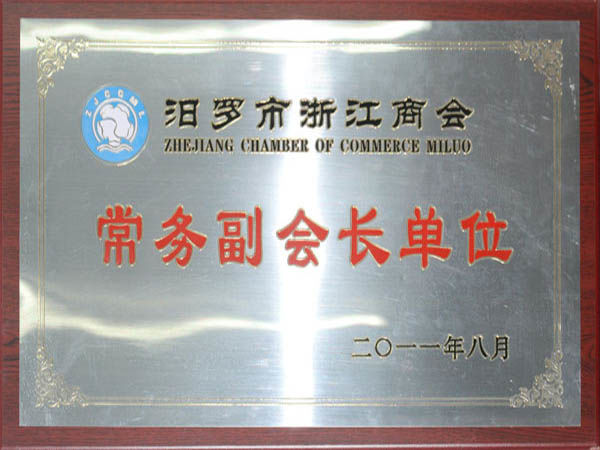 ZJCCML
汨罗市浙江商会
ZHEJIANG CHAMBER OF COMMERCE MILUO
常务副会长单位
二〇一一年八月